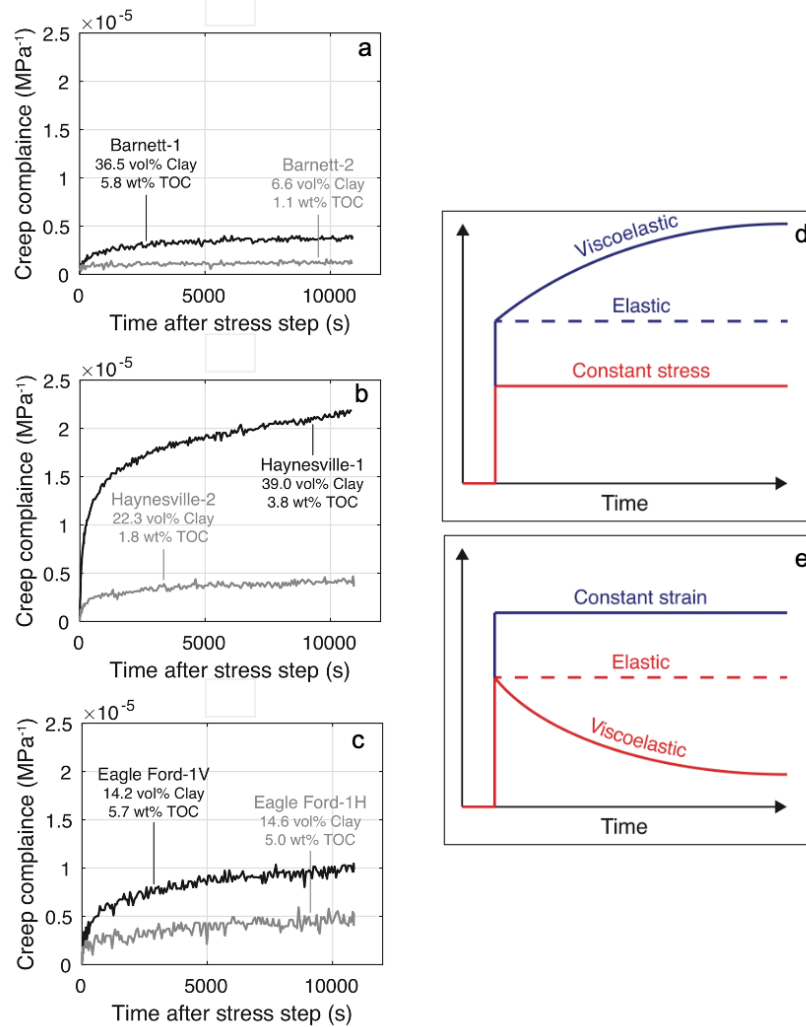 ×10⁻⁵
a
2.5
2
1.5
1
0.5
0
Creep complaince (MPa⁻¹)
Barnett-1
36.5 vol% Clay
5.8 wt% TOC
Barnett-2
6.6 vol% Clay
1.1 wt% TOC
0 5000 10000
Time after stress step (s)
×10⁻⁵
b
2.5
2
1.5
1
0.5
0
Creep complaince (MPa⁻¹)
Haynesville-1
39.0 vol% Clay
3.8 wt% TOC
Haynesville-2
22.3 vol% Clay
1.8 wt% TOC
0 5000 10000
Time after stress step (s)
×10⁻⁵
c
2.5
2
1.5
1
0.5
0
Creep complaince (MPa⁻¹)
Eagle Ford-1V
14.2 vol% Clay
5.7 wt% TOC
Eagle Ford-1H
14.6 vol% Clay
5.0 wt% TOC
0 5000 10000
Time after stress step (s)
d
Viscoelastic
Elastic
Constant stress
Time
e
Constant strain
Elastic
Viscoelastic
Time